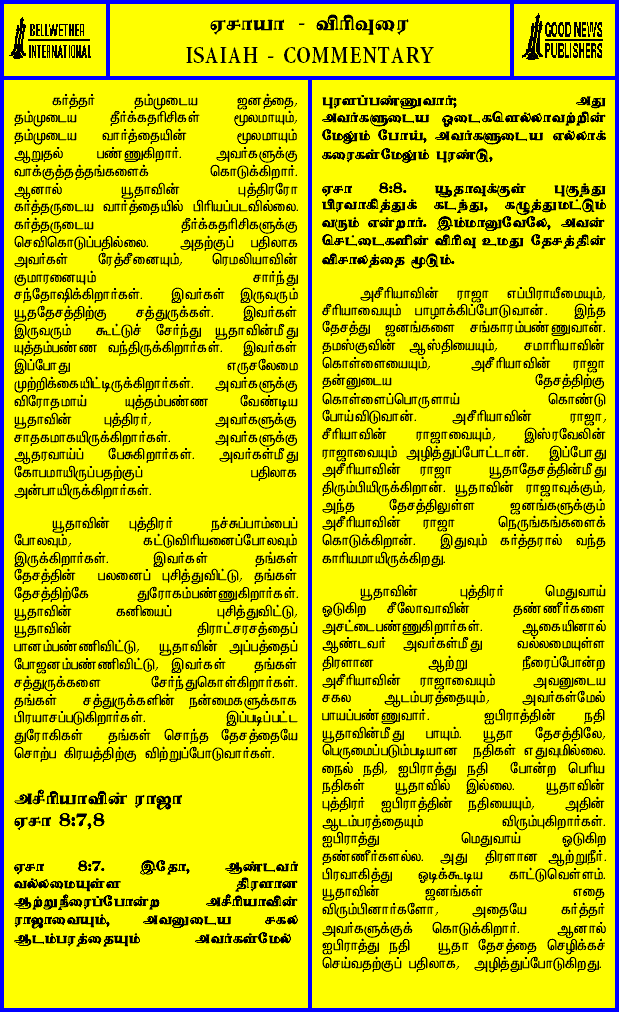 BELLWETHER
INTERNATIONAL
ஏசாயா - விரிவுரை
ISAIAH - COMMENTARY
GOOD NEWS
PUBLISHERS
கர்த்தர் தம்முடைய ஜனத்தை,
தம்முடைய தீர்க்கதரிசிகள் மூலமாயும்,
தம்முடைய வார்த்தையின் மூலமாயும்
ஆறுதல் பண்ணுகிறார். அவர்களுக்கு
வாக்குத்தத்தங்களைக் கொடுக்கிறார்.
ஆனால் யூதாவின் புத்திரரோ
கர்த்தருடைய வார்த்தையில் பிரியப்படவில்லை.
கர்த்தருடைய தீர்க்கதரிசிகளுக்கு
செவிகொடுப்பதில்லை. அதற்குப் பதிலாக
அவர்கள் ரேத்சீனையும், ரெமலியாவின்
குமாரனையும் சார்ந்து
சந்தோஷிக்கிறார்கள். இவர்கள் இருவரும்
யூததேசத்திற்கு சத்துருக்கள். இவர்கள்
இருவரும் கூட்டுச் சேர்ந்து யூதாவின்மீது
யுத்தம்பண்ண வந்திருக்கிறார்கள். இவர்கள்
இப்போது எருசலேமை
முற்றிக்கையிட்டிருக்கிறார்கள். அவர்களுக்கு
விரோதமாய் யுத்தம்பண்ண வேண்டிய
யூதாவின் புத்திரர், அவர்களுக்கு
சாதகமாகயிருக்கிறார்கள். அவர்களுக்கு
ஆதரவாய்ப் பேசுகிறார்கள். அவர்கள்மீது
கோபமாயிருப்பதற்குப் பதிலாக
அன்பாயிருக்கிறார்கள்.
யூதாவின் புத்திரர் நச்சுப்பாம்பைப்
போலவும், கட்டுவிரியனைப்போலவும்
இருக்கிறார்கள். இவர்கள் தங்கள்
தேசத்தின் பலனைப் புசித்துவிட்டு, தங்கள்
தேசத்திற்கே துரோகம்பண்ணுகிறார்கள்.
யூதாவின் கனியைப் புசித்துவிட்டு,
யூதாவின் திராட்சரசத்தைப்
பானம்பண்ணிவிட்டு, யூதாவின் அப்பத்தைப்
போஜனம்பண்ணிவிட்டு, இவர்கள் தங்கள்
சத்துருக்களை சேர்ந்துகொள்கிறார்கள்.
தங்கள் சத்துருக்களின் நன்மைகளுக்காக
பிரயாசப்படுகிறார்கள். இப்படிப்பட்ட
துரோகிகள் தங்கள் சொந்த தேசத்தையே
சொற்ப கிரயத்திற்கு விற்றுப்போடுவார்கள்.
அசீரியாவின் ராஜா
ஏசா 8:7,8
ஏசா 8:7. இதோ, ஆண்டவர்
வல்லமையுள்ள திரளான
ஆற்றுநீரைப்போன்ற அசீரியாவின்
ராஜாவையும், அவனுடைய சகல
ஆடம்பரத்தையும் அவர்கள்மேல்
புரளப்பண்ணுவார்; அது
அவர்களுடைய ஓடைகளெல்லாவற்றின்
மேலும் போய், அவர்களுடைய எல்லாக்
கரைகள்மேலும் புரண்டு,
ஏசா 8:8. யூதாவுக்குள் புகுந்து
பிரவாகித்துக் கடந்து, கழுத்துமட்டும்
வரும் என்றார். இம்மானுவேலே, அவன்
செட்டைகளின் விரிவு உமது தேசத்தின்
விசாலத்தை மூடும்.
அசீரியாவின் ராஜா எப்பிராயீமையும்,
சீரியாவையும் பாழாக்கிப்போடுவான். இந்த
தேசத்து ஜனங்களை சங்காரம்பண்ணுவான்.
தமஸ்குவின் ஆஸ்தியையும், சமாரியாவின்
கொள்ளையையும், அசீரியாவின் ராஜா
தன்னுடைய தேசத்திற்கு
கொள்ளைப்பொருளாய் கொண்டு
போய்விடுவான். அசீரியாவின் ராஜா,
சீரியாவின் ராஜாவையும், இஸ்ரவேலின்
ராஜாவையும் அழித்துப்போட்டான். இப்போது
அசீரியாவின் ராஜா யூதாதேசத்தின்மீது
திரும்பியிருக்கிறான். யூதாவின் ராஜாவுக்கும்,
அந்த தேசத்திலுள்ள ஜனங்களுக்கும்
அசீரியாவின் ராஜா நெருங்கங்களைக்
கொடுக்கிறான். இதுவும் கர்த்தரால் வந்த
காரியமாயிருக்கிறது.
யூதாவின் புத்திரர் மெதுவாய்
ஓடுகிற சீலோவாவின் தண்ணீர்களை
அசட்டைபண்ணுகிறார்கள். ஆகையினால்
ஆண்டவர் அவர்கள்மீது வல்லமையுள்ள
திரளான ஆற்று நீரைப்போன்ற
அசீரியாவின் ராஜாவையும் அவனுடைய
சகல ஆடம்பரத்தையும், அவர்கள்மேல்
பாயப்பண்ணுவார். ஐபிராத்தின் நதி
யூதாவின்மீது பாயும். யூதா தேசத்திலே,
பெருமைப்படும்படியான நதிகள் எதுவுமில்லை.
நைல் நதி, ஐபிராத்து நதி போன்ற பெரிய
நதிகள் யூதாவில் இல்லை. யூதாவின்
புத்திரர் ஐபிராத்தின் நதியையும், அதின்
ஆடம்பரத்தையும் விரும்புகிறார்கள்.
ஐபிராத்து மெதுவாய் ஓடுகிற
தண்ணீர்களல்ல. அது திரளான ஆற்றுநீர்.
பிரவாகித்து ஓடிக்கூடிய காட்டுவெள்ளம்.
யூதாவின் ஜனங்கள் எதை
விரும்பினார்களோ, அதையே கர்த்தர்
அவர்களுக்குக் கொடுக்கிறார். ஆனால்
ஐபிராத்து நதி யூதா தேசத்தை செழிக்கச்
செய்வதற்குப் பதிலாக, அழித்துப்போடுகிறது.